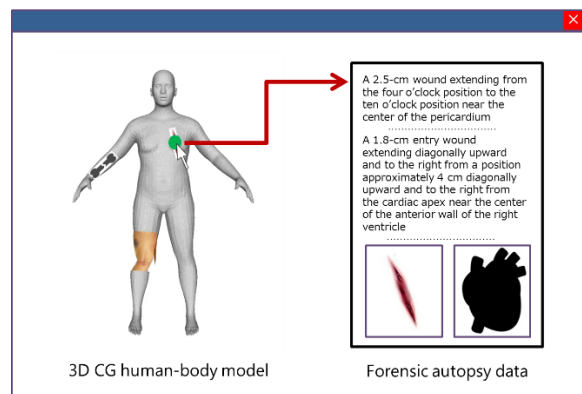 A 2.5-cm wound extending from
the four o'clock position to the
ten o'clock position near the
center of the pericardium
A 1.8-cm entry wound
extending diagonally upward
and to the right from a position
approximately 4 cm diagonally
upward and to the right from
the cardiac apex near the center
of the anterior wall of the right
ventricle
3D CG human-body model
Forensic autopsy data